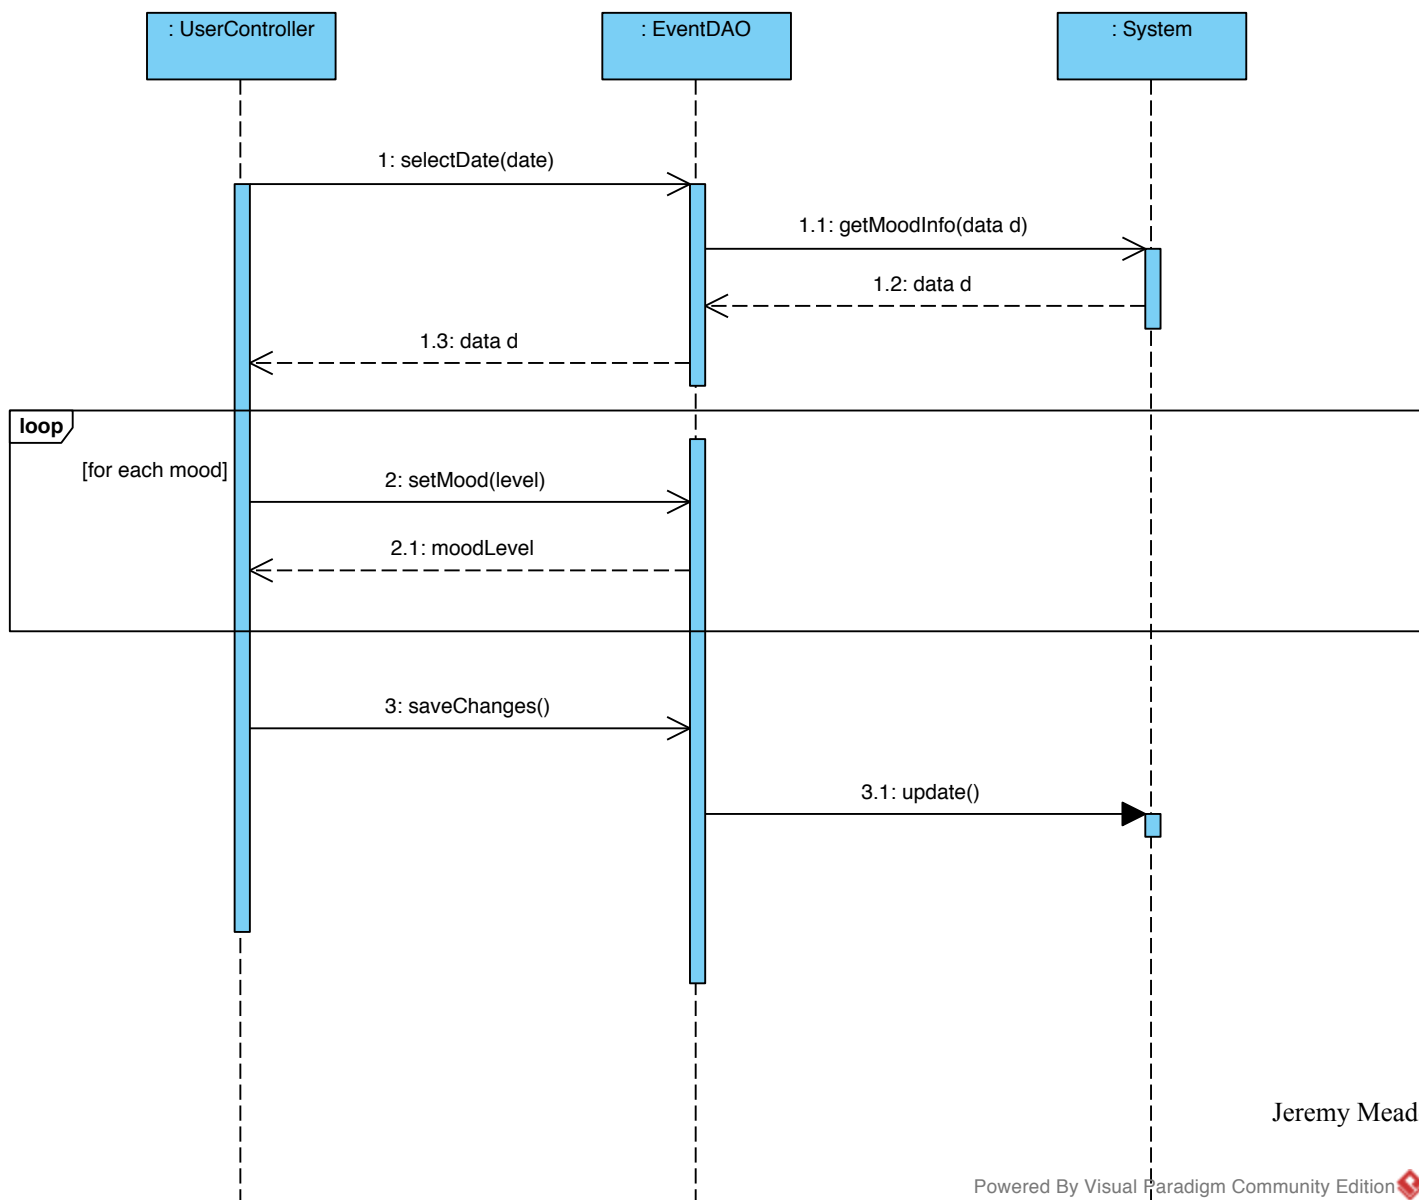 : UserController
: EventDAO
: System
1: selectDate(date)
1.1: getMoodInfo(data d)
1.2: data d
1.3: data d
loop
[for each mood]
2: setMood(level)
2.1: moodLevel
3: saveChanges()
3.1: update()
Jeremy Mead
Powered By Visual Paradigm Community Edition